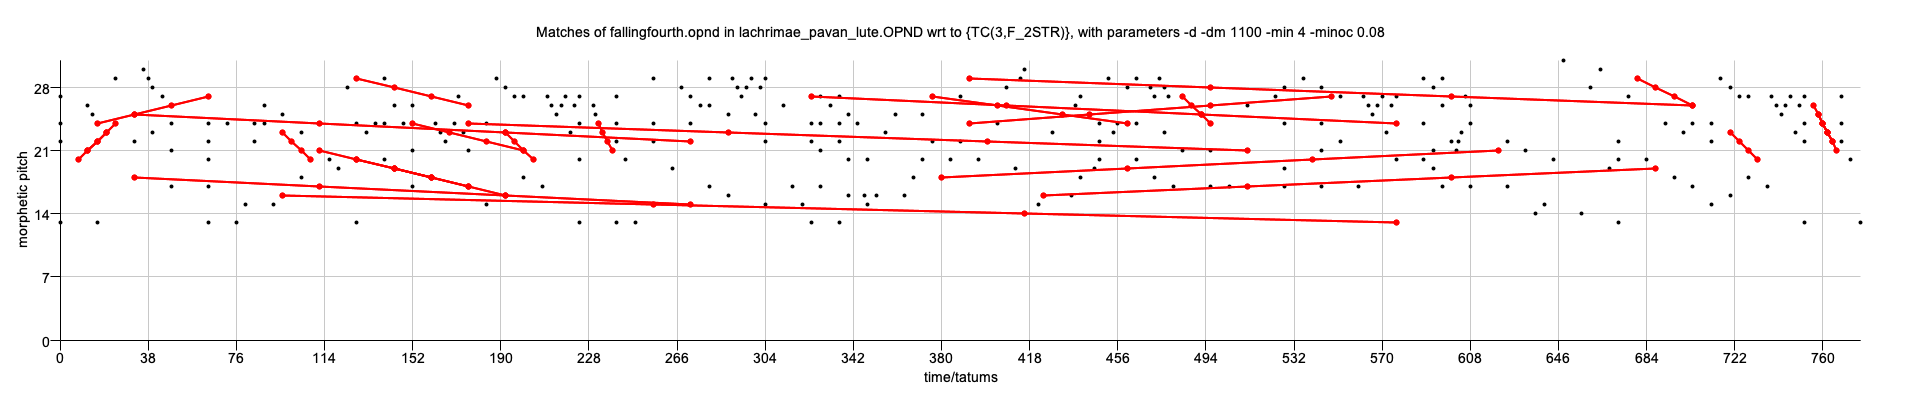 Matches of fallingfourth.opnd in lachrimae_pavan_lute.OPND wrt to {TC(3,F_2STR)}, with parameters -d -dm 1100 -min 4 -minoc 0.08
morphetic pitch
28
21
14
7
0
0 38 76 114 152 190 228 266 304 342 380 418 456 494 532 570 608 646 684 722 760
time/tatums